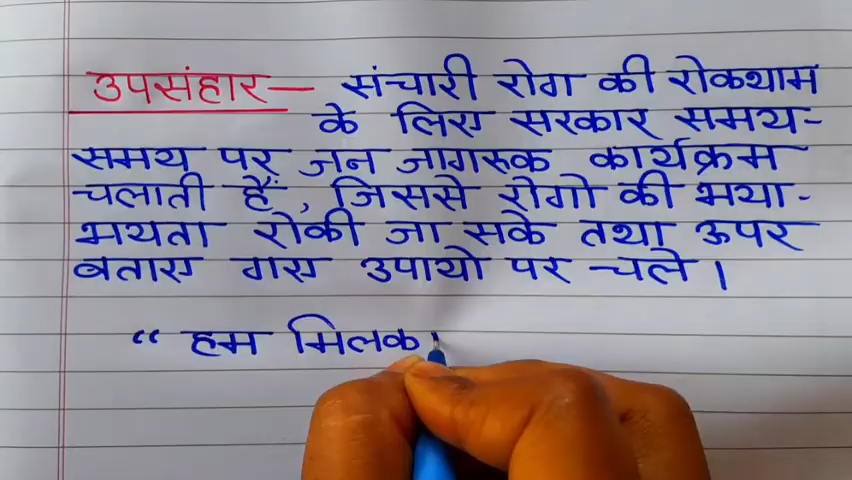 उपसंहार— संचारी रोग की रोकथाम
के लिए सरकार समय-
समय पर जन जागरुक कार्यक्रम
चलाती हैं, जिससे रोगो की भया-
भयता रोकी जा सके तथा ऊपर
बताए गए उपायो पर चले।
“ हम मिलक